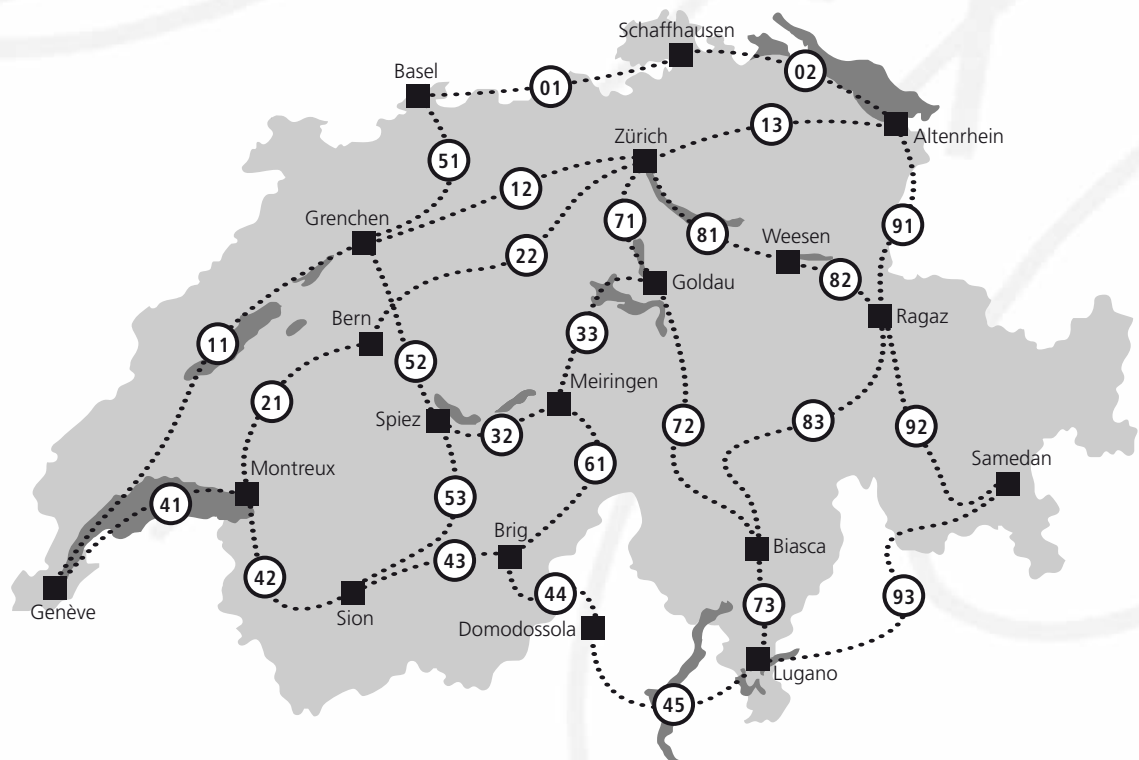 Schaffhausen
Basel
02
01
13
Zürich
Altenrhein
51
12
Grenchen
71
91
81
Weesen
22
82
Goldau
Ragaz
Bern
33
11
52
Meiringen
21
Spiez
83
72
92
32
Samedan
61
Montreux
53
41
Brig
Biasca
43
42
44
93
73
Genève
Sion
Domodossola
Lugano
45